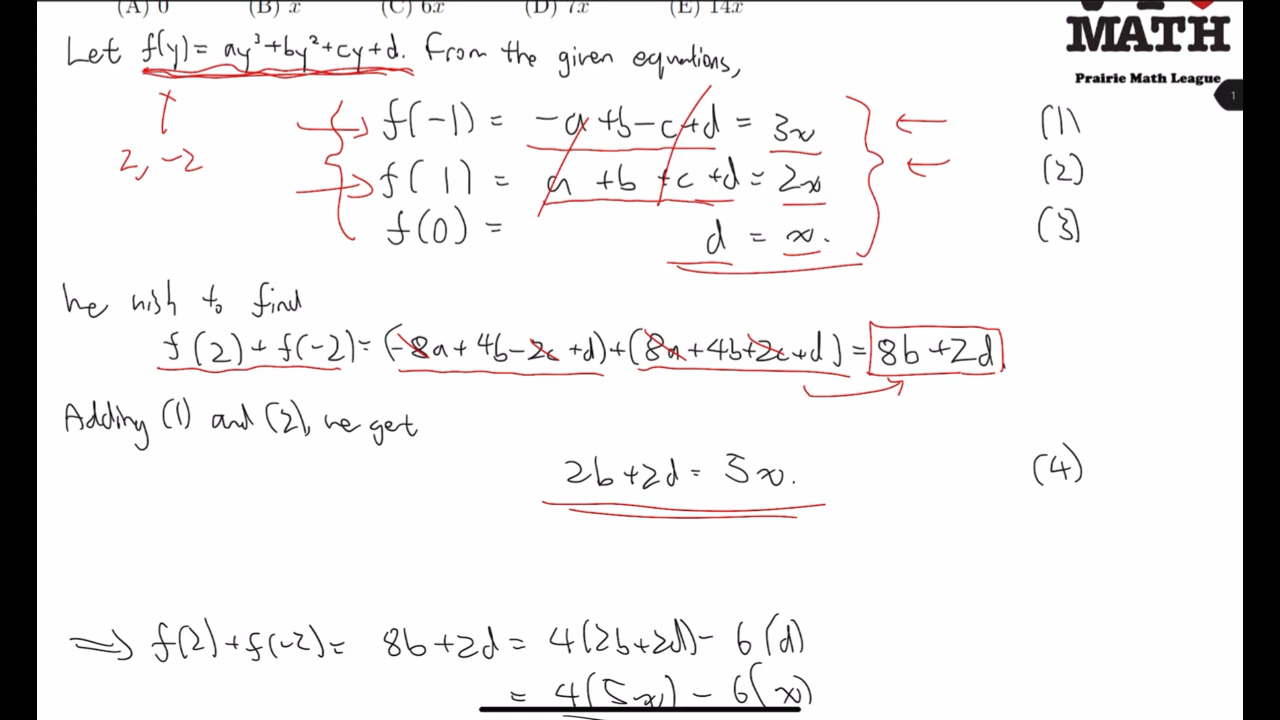 (A) 0 (B) x (C) 6x (D) 7x (E) 14x
MATH
Prairie Math League
1
Let f(y) = ay³+by²+cy+d. From the given equations,
f(-1) = -a+b-c+d = 3x (1)
f(1) = a +b +c +d = 2x (2)
2, -2
f(0) = d = x. (3)
We wish to find
f(2)+f(-2)= (-8a+4b-2c+d)+(8a+4b+2c+d) = 8b+2d
Adding (1) and (2), we get
2b+2d = 5x. (4)
⟹ f(2)+f(-2)= 8b+2d = 4(2b+2d)- 6(d)
= 4(5x) - 6(x)